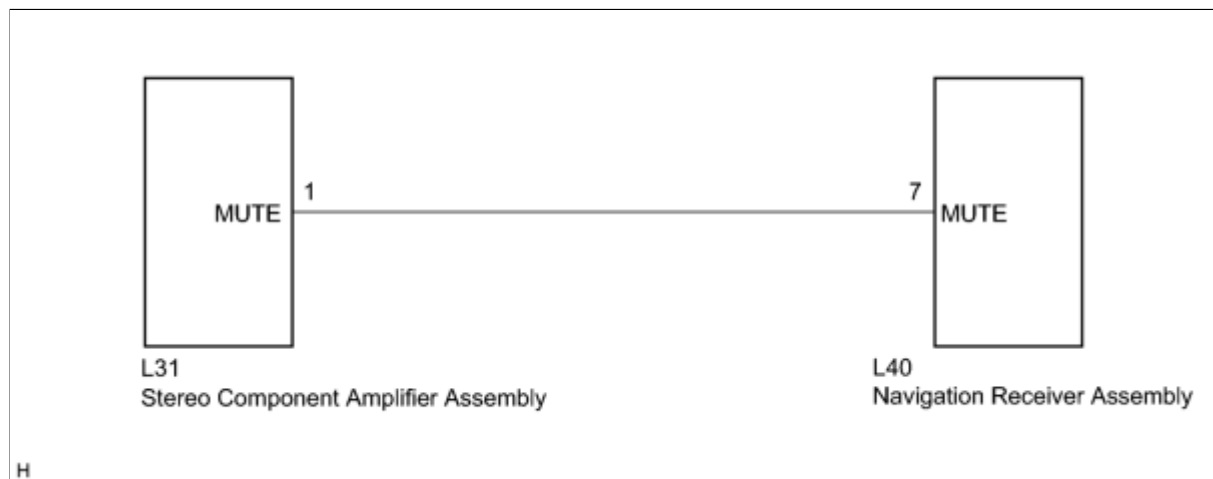 MUTE 1 7 MUTE
L31 L40
Stereo Component Amplifier Assembly Navigation Receiver Assembly
H